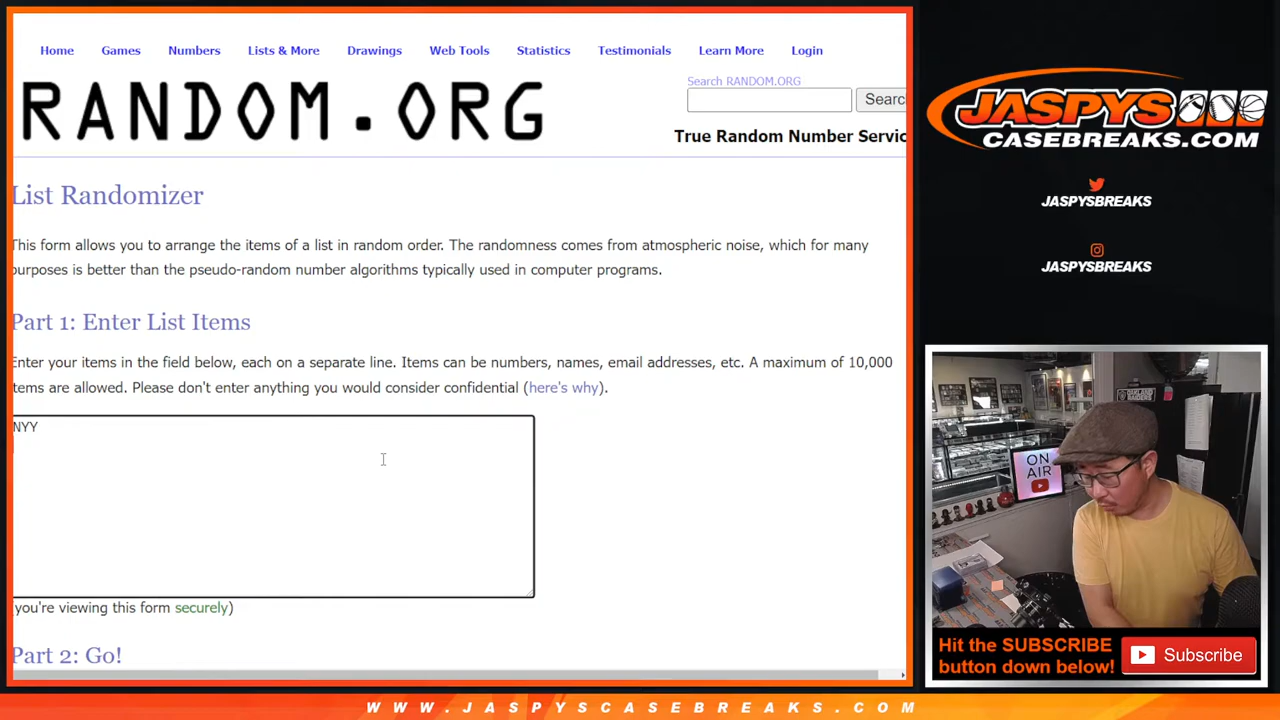 Home Games Numbers Lists & More Drawings Web Tools Statistics Testimonials Learn More Login
Search RANDOM.ORG
RANDOM.ORG
Searc
True Random Number Servic
List Randomizer
This form allows you to arrange the items of a list in random order. The randomness comes from atmospheric noise, which for many
purposes is better than the pseudo-random number algorithms typically used in computer programs.
Part 1: Enter List Items
Enter your items in the field below, each on a separate line. Items can be numbers, names, email addresses, etc. A maximum of 10,000
items are allowed. Please don't enter anything you would consider confidential (here's why).
NYY
(you're viewing this form securely)
Part 2: Go!
JASPYS
CASEBREAKS.COM
JASPYSBREAKS
JASPYSBREAKS
ON
AIR
Hit the SUBSCRIBE
button down below!
Subscribe
WWW.JASPYSCASEBREAKS.COM